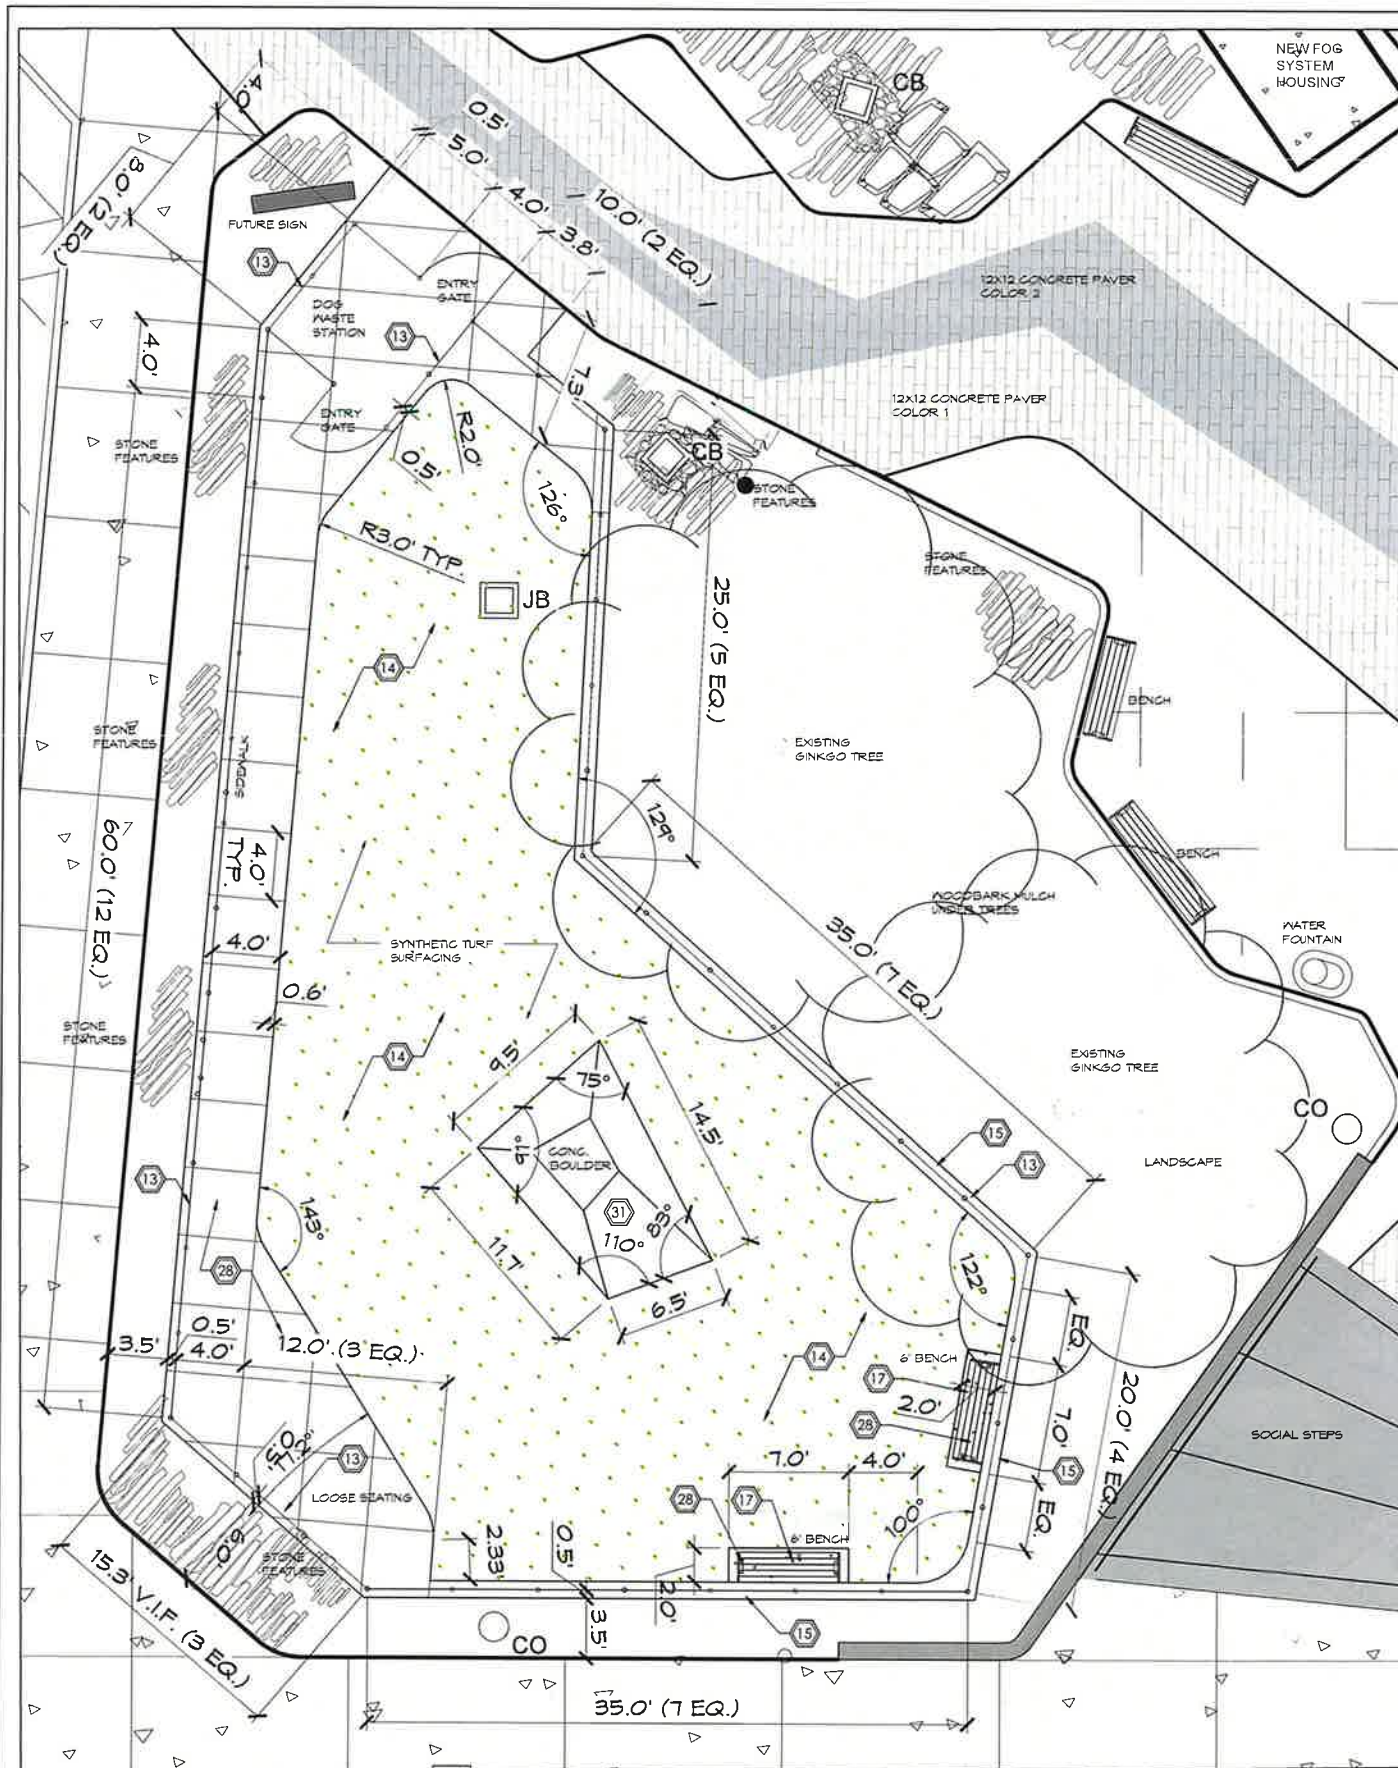 NEW FOG
SYSTEM
HOUSING
CB
4.0'
0.5'
5.0'
4.0'
3.8'
10.0' (2 EQ.)
8.0' (2 EQ.)
FUTURE SIGN
13
ENTRY
GATE
DOG
WASTE
STATION
13
12X12 CONCRETE PAVER
COLOR 2
4.0'
7.3'
12X12 CONCRETE PAVER
COLOR 1
ENTRY
GATE
R2.0'
STONE
FEATURES
0.5'
CB
126°
STONE
FEATURES
R3.0' TYP.
STONE
FEATURES
JB
25.0' (5 EQ.)
14
BENCH
STONE
FEATURES
EXISTING
GINKGO TREE
SIDEWALK
129°
BENCH
4.0'
TYP.
60.0' (12 EQ.)
WOODBARK MULCH
UNDER TREES
WATER
FOUNTAIN
4.0'
SYNTHETIC TURF
SURFACING
35.0' (7 EQ.)
0.6'
STONE
FEATURES
14
9.5'
75°
EXISTING
GINKGO TREE
14.5'
CO
15
97°
CONC.
BOULDER
LANDSCAPE
13
13
31
143°
110°
83°
11.7'
28
122°
6.5'
EQ.
3.5'
0.5'
4.0'
12.0' (3 EQ.)
14
6' BENCH
17
2.0'
20.0' (4 EQ.)
28
7.0'
SOCIAL STEPS
0.5'
77.2°
13
7.0'
4.0'
15
LOOSE SEATING
28
17
100°
EQ.
6.0'
2.33'
0.5'
6' BENCH
STONE
FEATURES
2.0'
15.3' V.I.F. (3 EQ.)
3.5'
15
CO
35.0' (7 EQ.)